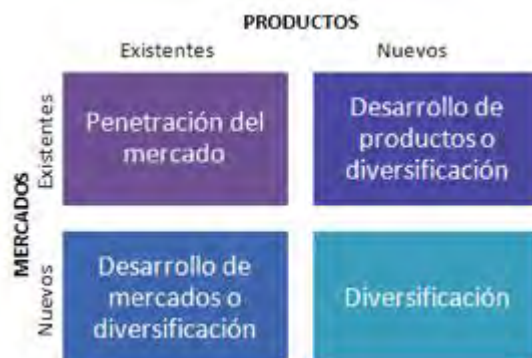 PRODUCTOS
Existentes
Nuevos
MERCADOS
Existentes
Penetración del
mercado
Desarrollo de
productos o
diversificación
Nuevos
Desarrollo de
mercados o
diversificación
Diversificación